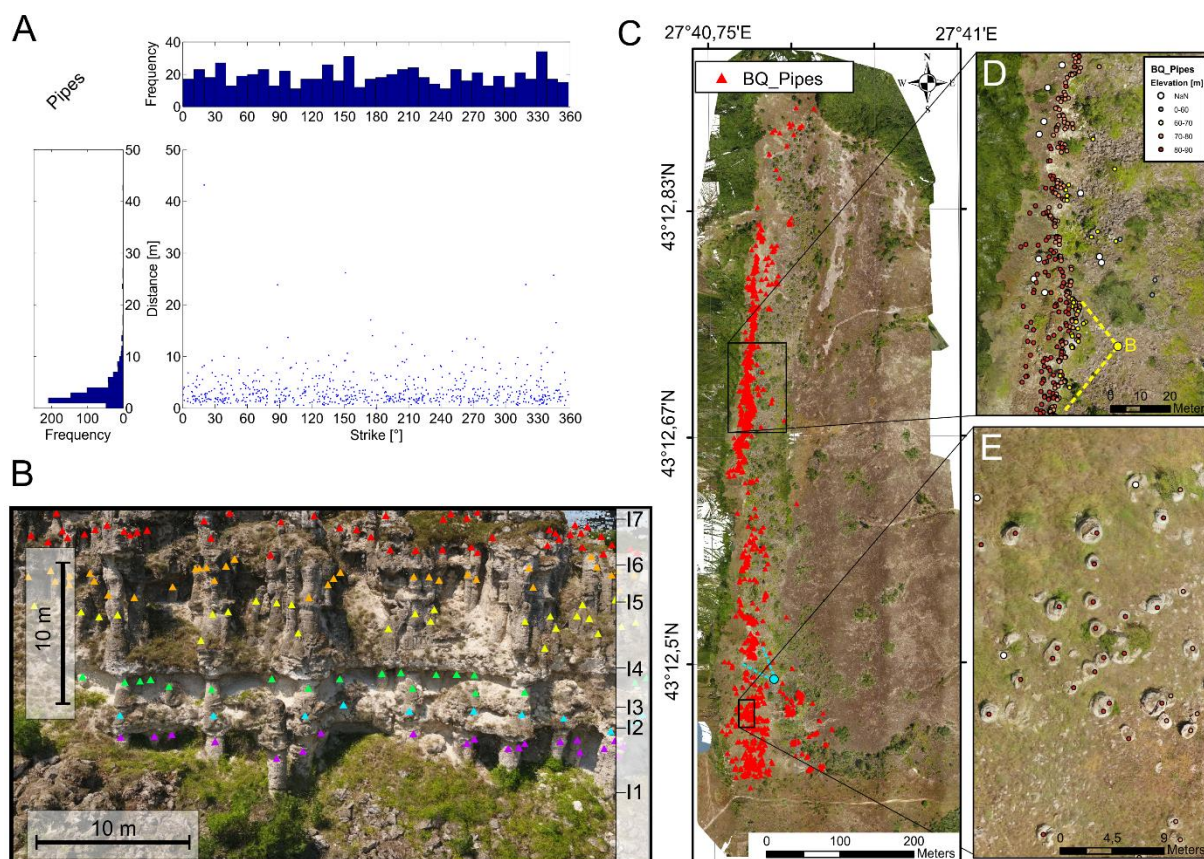 A
Pipes
Frequency
40
20
0
0 30 60 90 120 150 180 210 240 270 300 330 360
Distance [m]
50
40
30
20
10
0
200 100 0
Frequency
50
40
30
20
10
0
0 30 60 90 120 150 180 210 240 270 300 330 360
Strike [°]
B
10 m
10 m
I7
I6
I5
I4
I3
I2
I1
C
27°40,75'E
27°41'E
BQ_Pipes
N
W E
S
43°12,83'N
43°12,67'N
43°12,5'N
0 100 200
Meters
D
BQ_Pipes
Elevation [m]
NaN
0-60
60-70
70-80
80-90
B
0 10 20
Meters
E
0 4,5 9
Meters